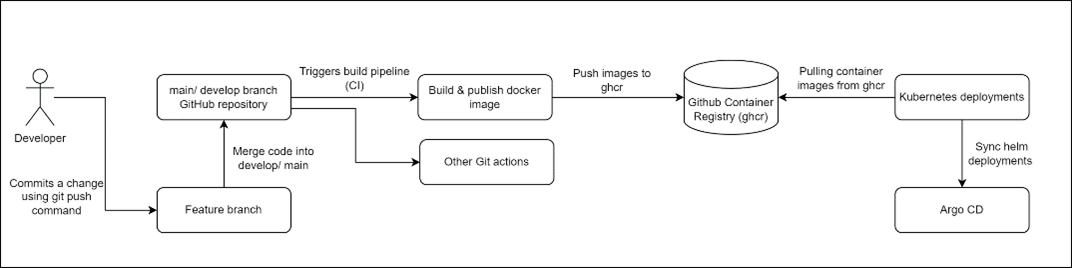 Developer
Commits a change
using git push
command
Feature branch
Merge code into
develop/ main
main/ develop branch
GitHub repository
Triggers build pipeline
(CI)
Build & publish docker
image
Other Git actions
Push images to
ghcr
Github Container
Registry (ghcr)
Pulling container
images from ghcr
Kubernetes deployments
Sync helm
deployments
Argo CD